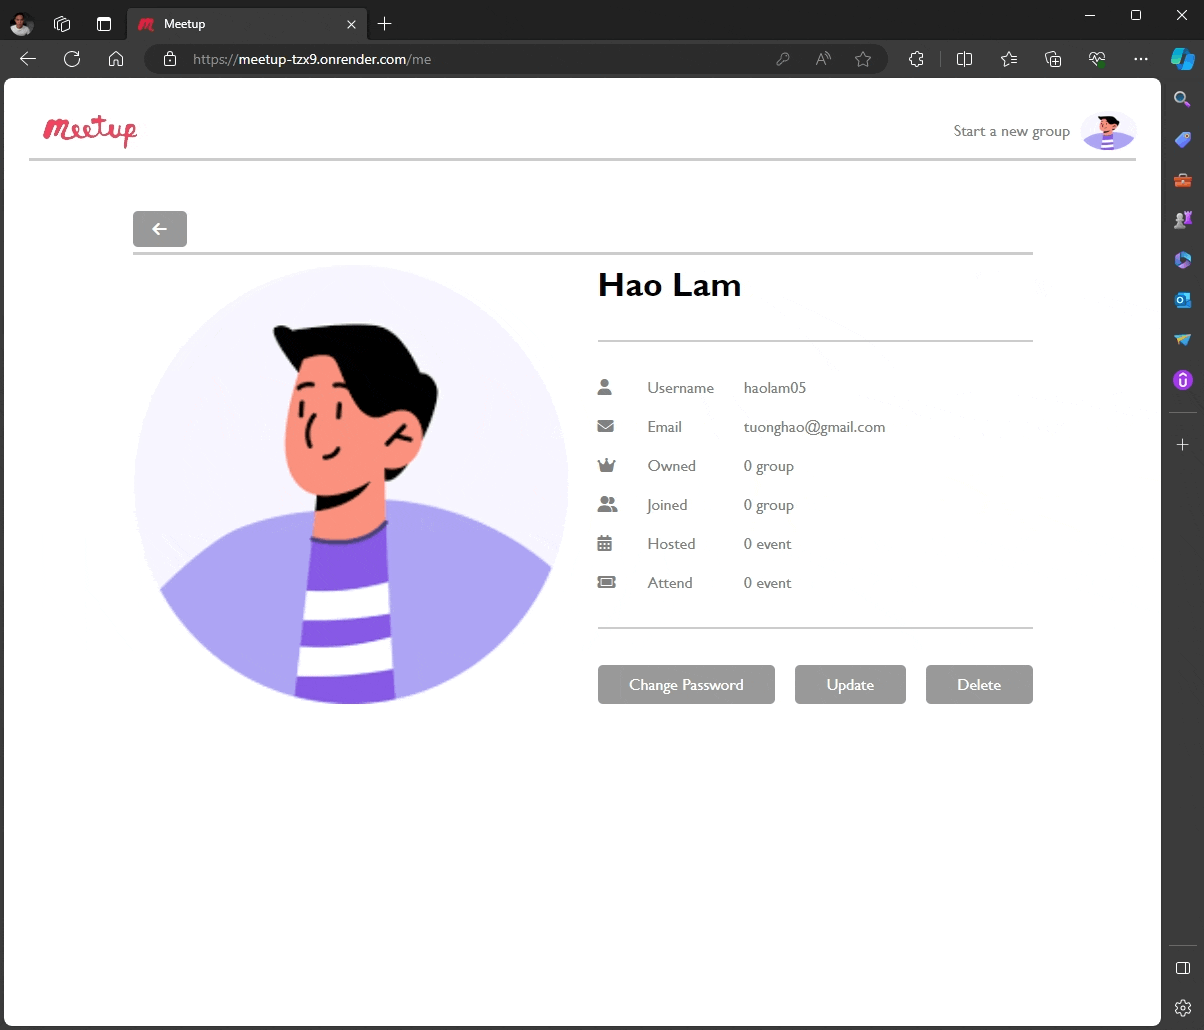 Meetup
https://meetup-tzx9.onrender.com/me
Meetup
Start a new group
Hao Lam
Username haolam05
Email tuonghao@gmail.com
Owned 0 group
Joined 0 group
Hosted 0 event
Attend 0 event
Change Password Update Delete